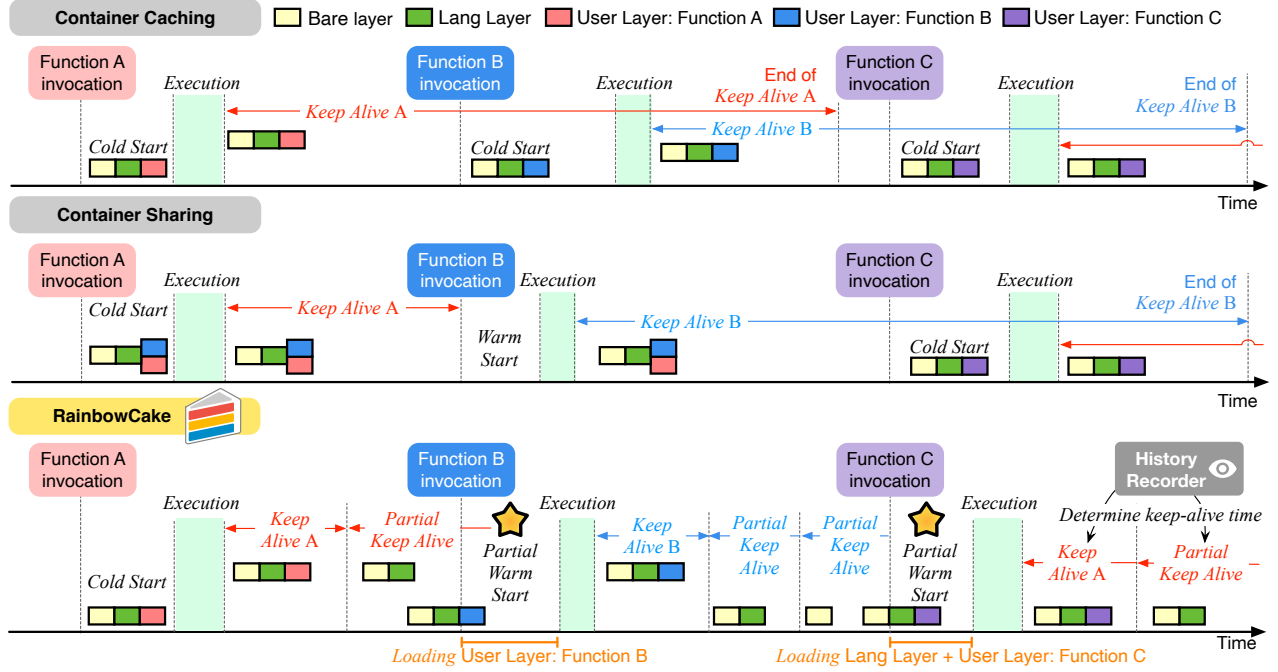 Container Caching
Bare layer
Lang Layer
User Layer: Function A
User Layer: Function B
User Layer: Function C
Function A
invocation
Execution
Function B
invocation
Execution
End of
Keep Alive A
Function C
invocation
Execution
End of
Keep Alive B
Keep Alive A
Keep Alive B
Cold Start
Cold Start
Cold Start
Time
Container Sharing
Function A
invocation
Execution
Function B
invocation
Execution
Function C
invocation
Execution
End of
Keep Alive B
Cold Start
Keep Alive A
Warm
Start
Keep Alive B
Cold Start
Time
RainbowCake
Function A
invocation
Execution
Function B
invocation
Execution
Function C
invocation
Execution
History
Recorder
Determine keep-alive time
Cold Start
Keep
Alive A
Partial
Keep Alive
Partial
Warm
Start
Keep
Alive B
Partial
Keep
Alive
Partial
Keep
Alive
Partial
Warm
Start
Keep
Alive A
Partial
Keep Alive
Time
Loading User Layer: Function B
Loading Lang Layer + User Layer: Function C